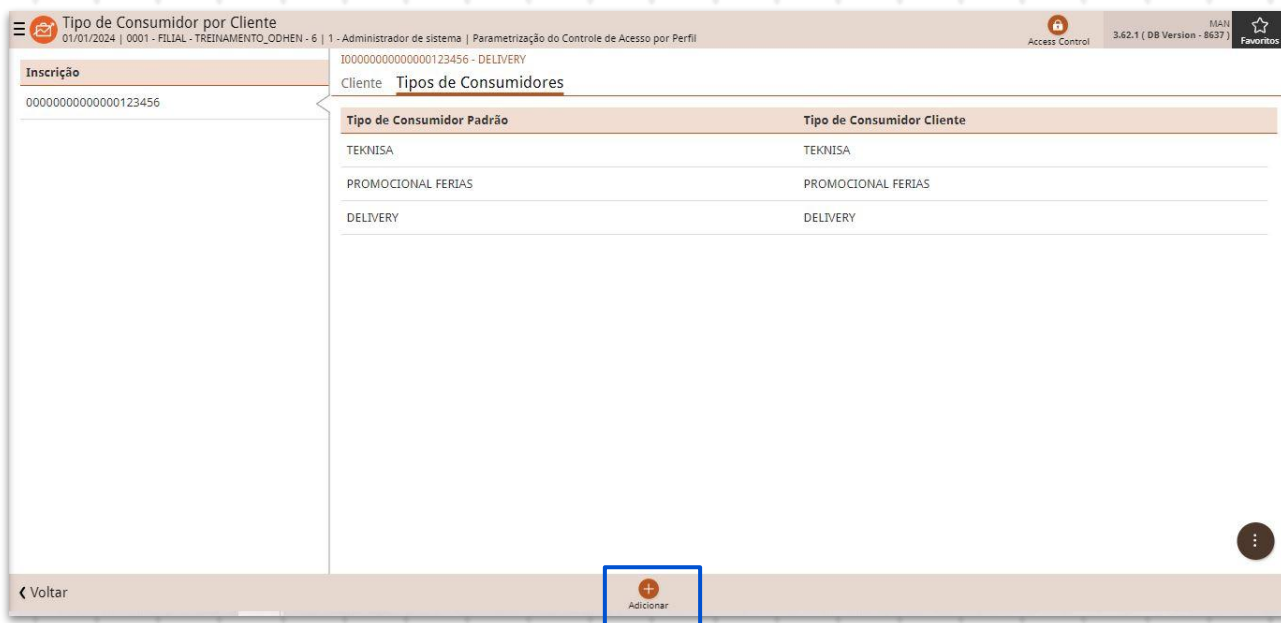 Tipo de Consumidor por Cliente
01/01/2024 | 0001 - FILIAL - TREINAMENTO_ODHEN - 6 | 1 - Administrador de sistema | Parametrização do Controle de Acesso por Perfil
Access Control
MAN
3.62.1 ( DB Version - 8637 )
Favoritos
Inscrição
00000000000000123456
I00000000000000123456 - DELIVERY
Cliente Tipos de Consumidores
Tipo de Consumidor Padrão Tipo de Consumidor Cliente
TEKNISA TEKNISA
PROMOCIONAL FERIAS PROMOCIONAL FERIAS
DELIVERY DELIVERY
Voltar
Adicionar